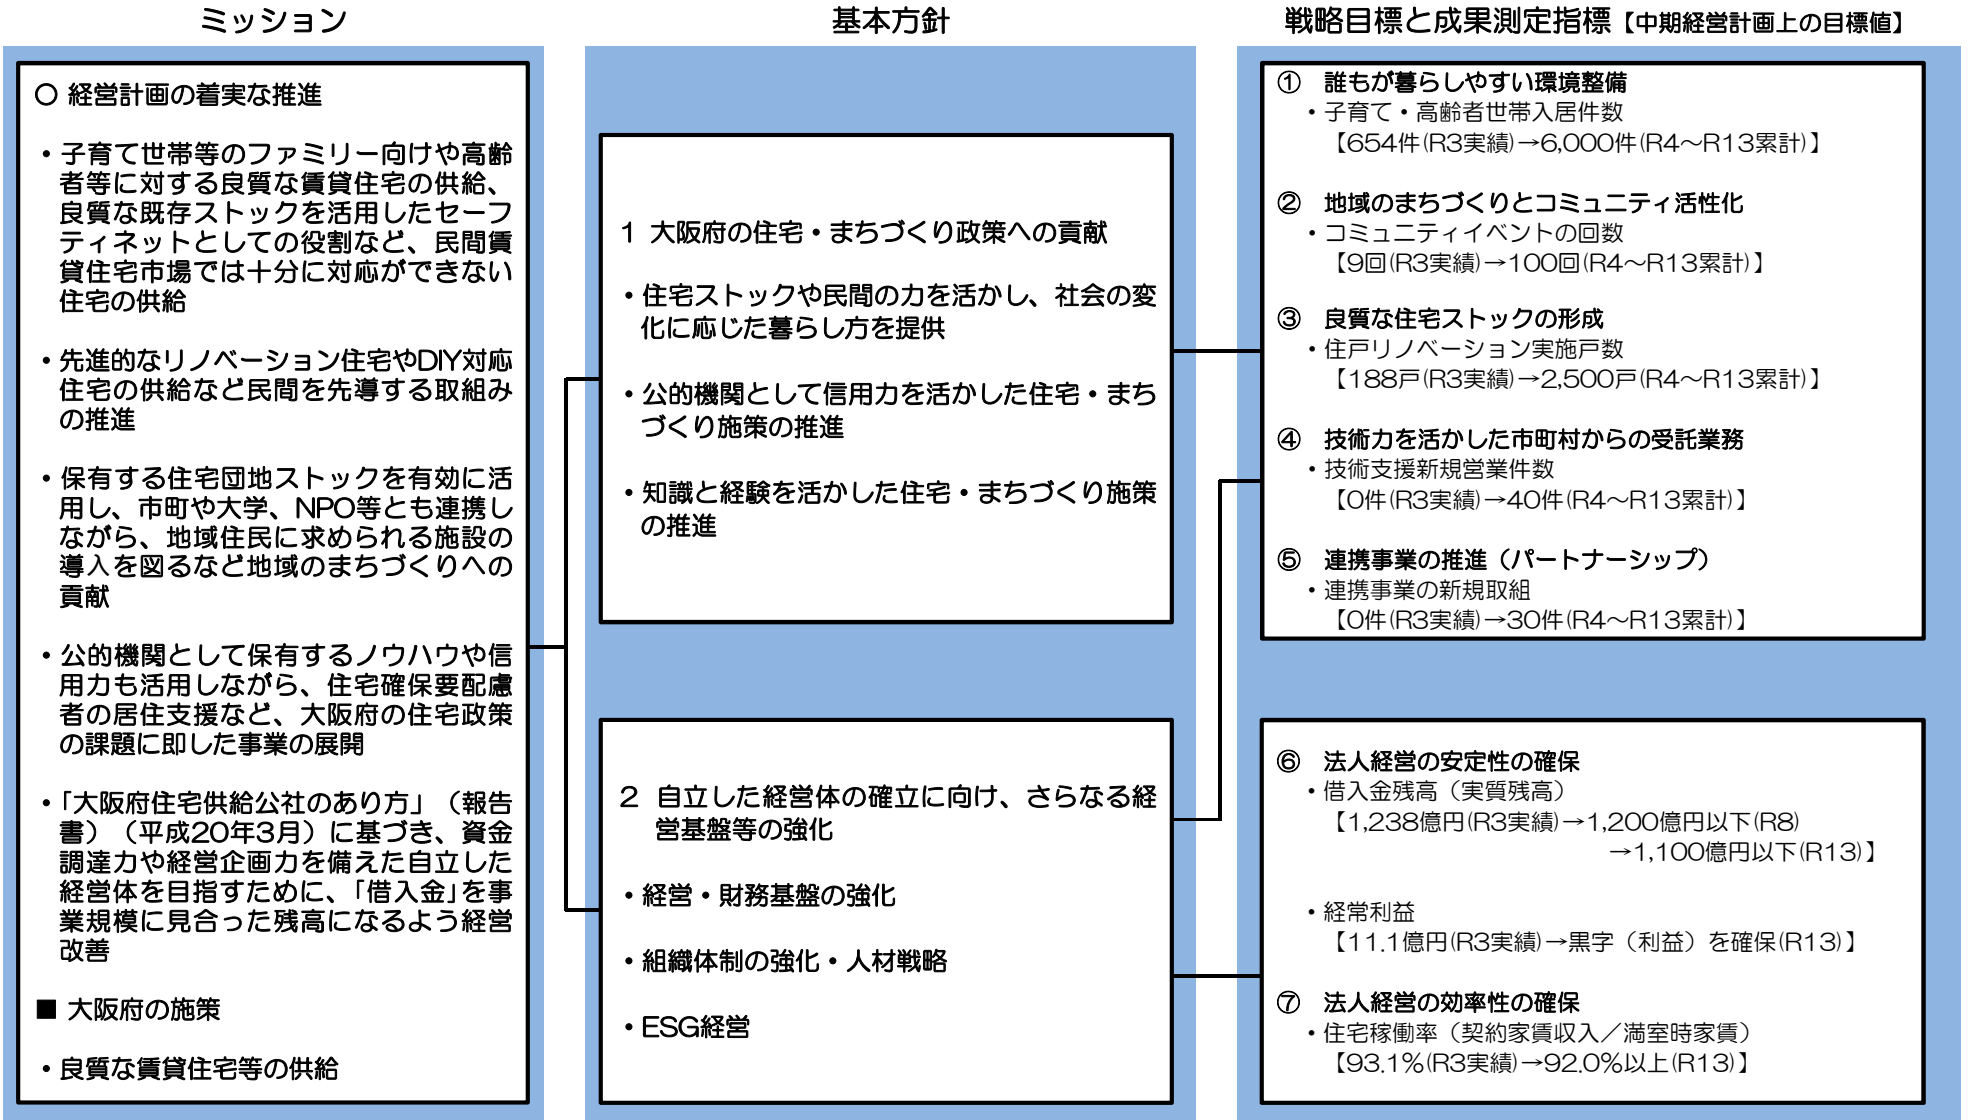 ミッション
〇 経営計画の着実な推進
・子育て世帯等のファミリー向けや高齢
者等に対する良質な賃貸住宅の供給、
良質な既存ストックを活用したセーフ
ティネットとしての役割など、民間賃
貸住宅市場では十分に対応ができない
住宅の供給
・先進的なリノベーション住宅やDIY対応
住宅の供給など民間を先導する取組み
の推進
・保有する住宅団地ストックを有効に活
用し、市町や大学、NPO等とも連携し
ながら、地域住民に求められる施設の
導入を図るなど地域のまちづくりへの
貢献
・公的機関として保有するノウハウや信
用力も活用しながら、住宅確保要配慮
者の居住支援など、大阪府の住宅政策
の課題に即した事業の展開
・「大阪府住宅供給公社のあり方」（報告
書）（平成20年3月）に基づき、資金
調達力や経営企画力を備えた自立した
経営体を目指すために、「借入金」を事
業規模に見合った残高になるよう経営
改善
■ 大阪府の施策
・良質な賃貸住宅等の供給
基本方針
1 大阪府の住宅・まちづくり政策への貢献
・住宅ストックや民間の力を活かし、社会の変
化に応じた暮らし方を提供
・公的機関として信用力を活かした住宅・まち
づくり施策の推進
・知識と経験を活かした住宅・まちづくり施策
の推進
2 自立した経営体の確立に向け、さらなる経
営基盤等の強化
・経営・財務基盤の強化
・組織体制の強化・人材戦略
・ESG経営
戦略目標と成果測定指標【中期経営計画上の目標値】
① 誰もが暮らしやすい環境整備
・子育て・高齢者世帯入居件数
【654件(R3実績)→6,000件(R4～R13累計)】
② 地域のまちづくりとコミュニティ活性化
・コミュニティイベントの回数
【9回(R3実績)→100回(R4～R13累計)】
③ 良質な住宅ストックの形成
・住戸リノベーション実施戸数
【188戸(R3実績)→2,500戸(R4～R13累計)】
④ 技術力を活かした市町村からの受託業務
・技術支援新規営業件数
【0件(R3実績)→40件(R4～R13累計)】
⑤ 連携事業の推進（パートナーシップ）
・連携事業の新規取組
【0件(R3実績)→30件(R4～R13累計)】
⑥ 法人経営の安定性の確保
・借入金残高（実質残高）
【1,238億円(R3実績)→1,200億円以下(R8)
→1,100億円以下(R13)】
・経常利益
【11.1億円(R3実績)→黒字（利益）を確保(R13)】
⑦ 法人経営の効率性の確保
・住宅稼働率（契約家賃収入／満室時家賃）
【93.1％(R3実績)→92.0％以上(R13)】